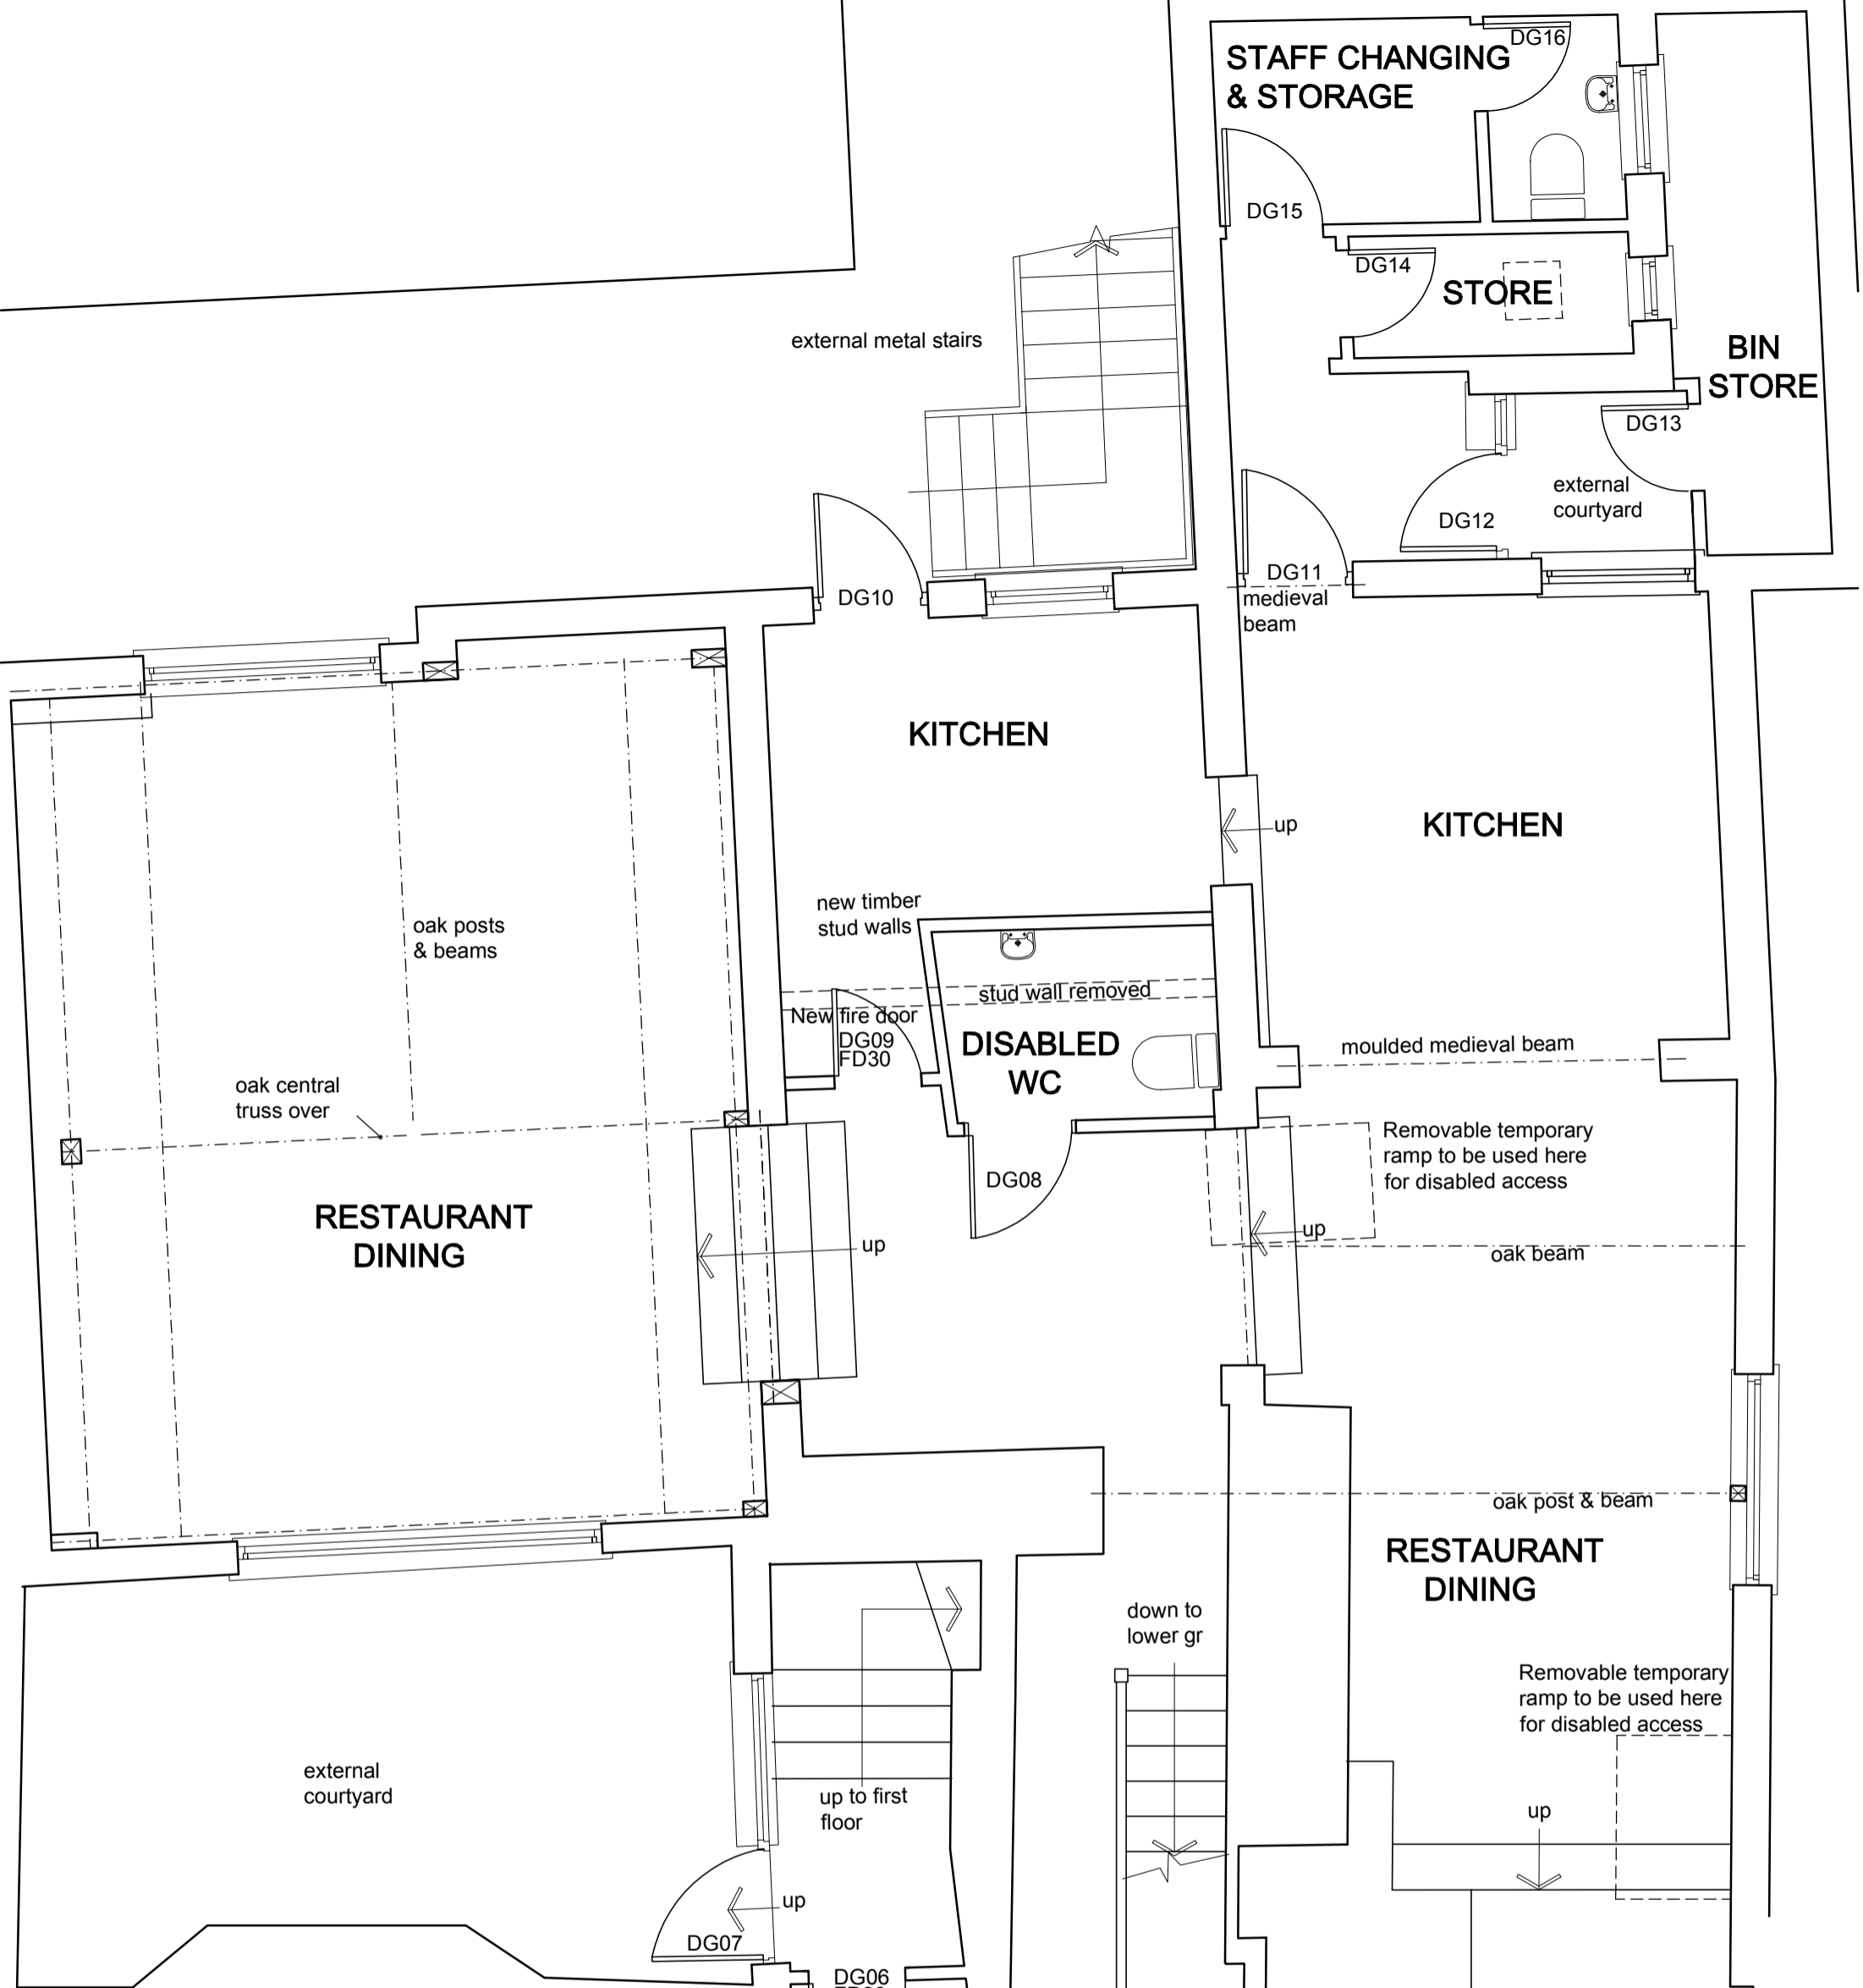 DG16
STAFF CHANGING
& STORAGE
DG15
DG14
STORE
external metal stairs
BIN
STORE
DG13
external
courtyard
DG12
DG11
medieval
beam
DG10
KITCHEN
KITCHEN
up
new timber
stud walls
oak posts
& beams
stud wall removed
New fire door
DG09
FD30
DISABLED
WC
moulded medieval beam
oak central
truss over
Removable temporary
ramp to be used here
for disabled access
DG08
RESTAURANT
DINING
up
up
oak beam
oak post & beam
RESTAURANT
DINING
down to
lower gr
Removable temporary
ramp to be used here
for disabled access
external
courtyard
up to first
floor
up
up
DG07
DG06